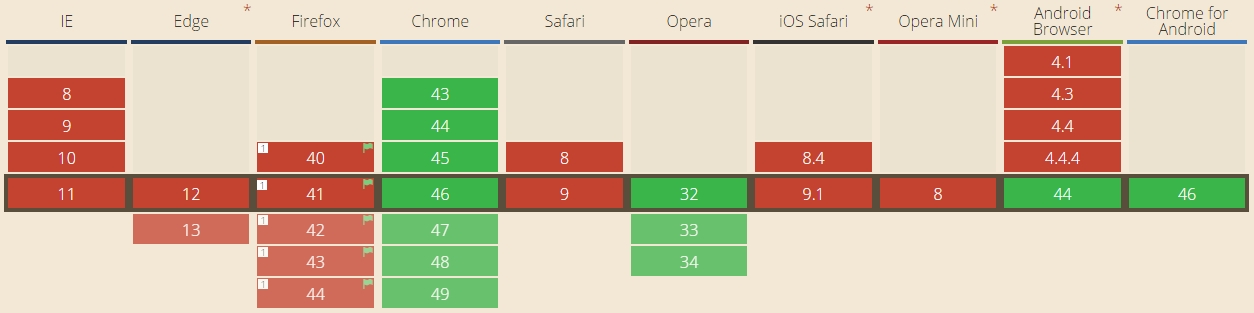 IE Edge * Firefox Chrome Safari Opera iOS Safari * Opera Mini * Android Browser * Chrome for Android
4.1
8 43 4.3
9 44 4.4
10 1 40 45 8 8.4 4.4.4
11 12 1 41 46 9 32 9.1 8 44 46
13 1 42 47 33
1 43 48 34
1 44 49